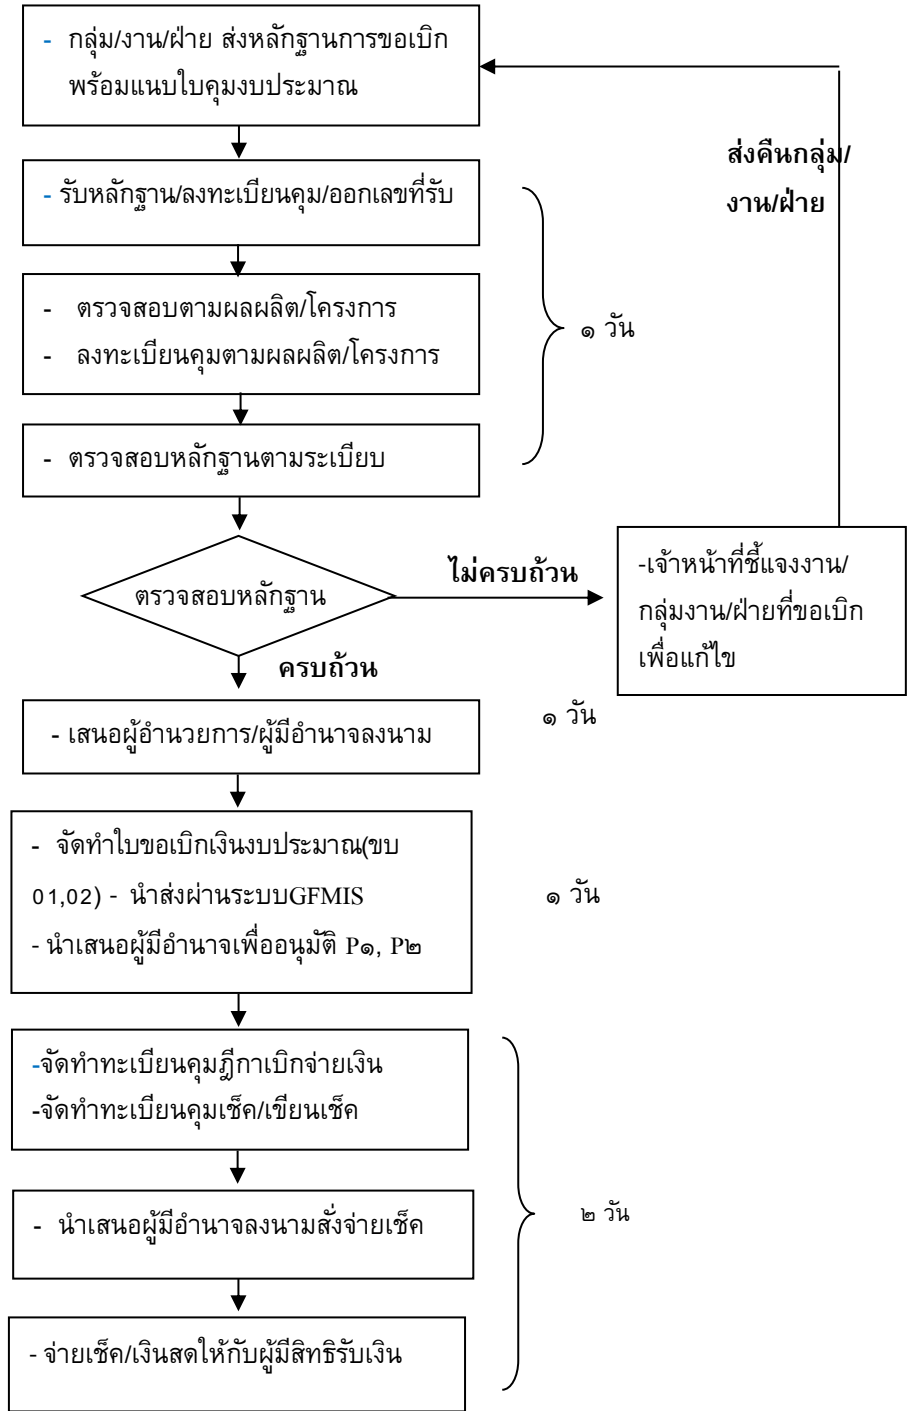 - กลุ่ม/งาน/ฝ่าย ส่งหลักฐานการขอเบิก
พร้อมแนบใบคุมงบประมาณ
ส่งคืนกลุ่ม/
งาน/ฝ่าย
- รับหลักฐาน/ลงทะเบียนคุม/ออกเลขที่รับ
- ตรวจสอบตามผลผลิต/โครงการ
- ลงทะเบียนคุมตามผลผลิต/โครงการ
๑ วัน
- ตรวจสอบหลักฐานตามระเบียบ
ตรวจสอบหลักฐาน
ไม่ครบถ้วน
-เจ้าหน้าที่ชี้แจงงาน/
กลุ่มงาน/ฝ่ายที่ขอเบิก
เพื่อแก้ไข
ครบถ้วน
- เสนอผู้อำนวยการ/ผู้มีอำนาจลงนาม
๑ วัน
- จัดทำใบขอเบิกเงินงบประมาณ(ขบ
01,02) - นำส่งผ่านระบบGFMIS
- นำเสนอผู้มีอำนาจเพื่ออนุมัติ P๑, P๒
๑ วัน
-จัดทำทะเบียนคุมฎีกาเบิกจ่ายเงิน
-จัดทำทะเบียนคุมเช็ค/เขียนเช็ค
- นำเสนอผู้มีอำนาจลงนามสั่งจ่ายเช็ค
๒ วัน
- จ่ายเช็ค/เงินสดให้กับผู้มีสิทธิรับเงิน